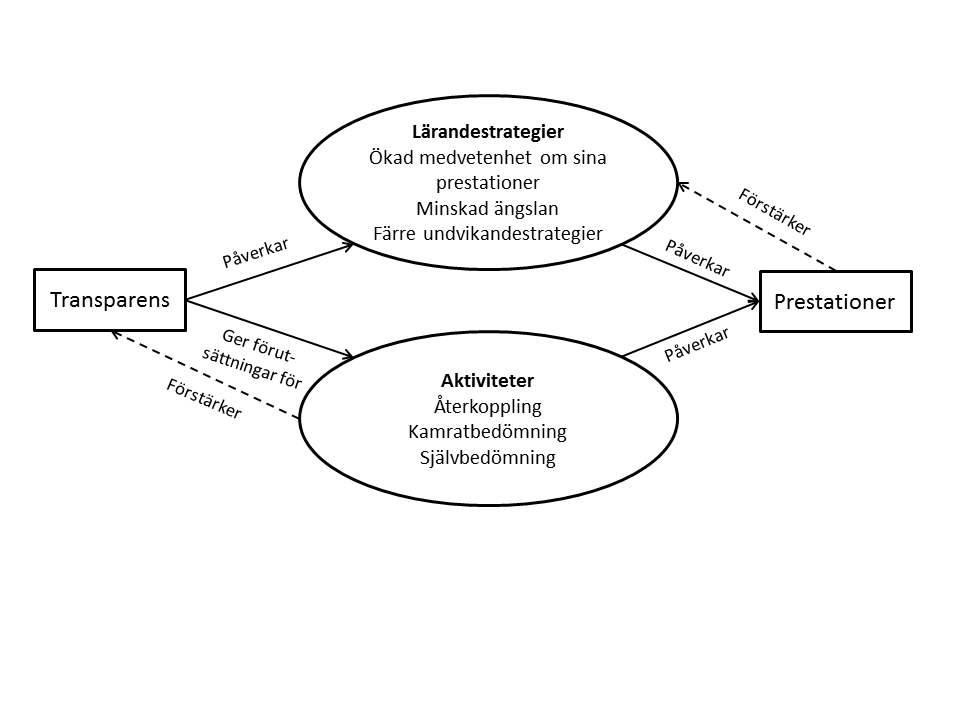 Lärandestrategier
Ökad medvetenhet om sina
prestationer
Minskad ängslan
Färre undvikandestrategier
Förstärker
Påverkar
Påverkar
Transparens
Prestationer
Ger förut-
sättningar för
Påverkar
Förstärker
Aktiviteter
Återkoppling
Kamratbedömning
Självbedömning